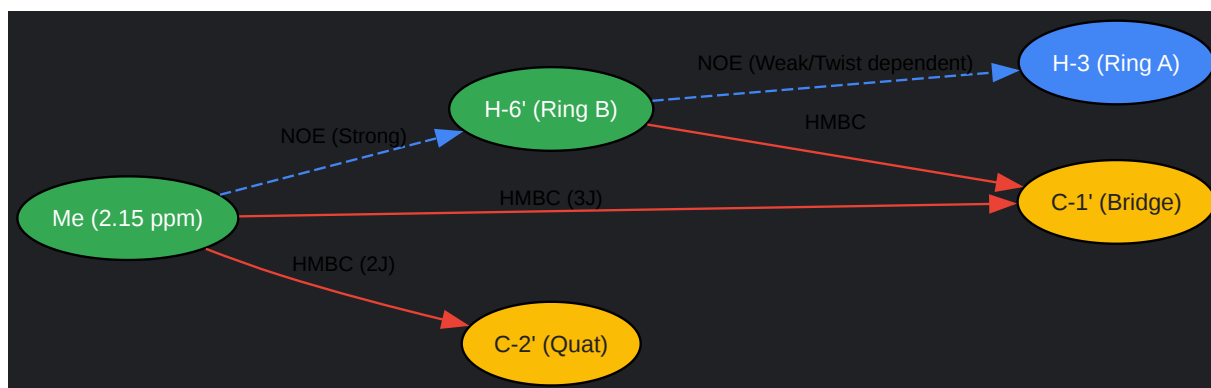 NOE (Weak/Twist dependent)
H-3 (Ring A)
H-6' (Ring B)
HMBC
NOE (Strong)
HMBC (3J)
C-1' (Bridge)
Me (2.15 ppm)
HMBC (2J)
C-2' (Quat)